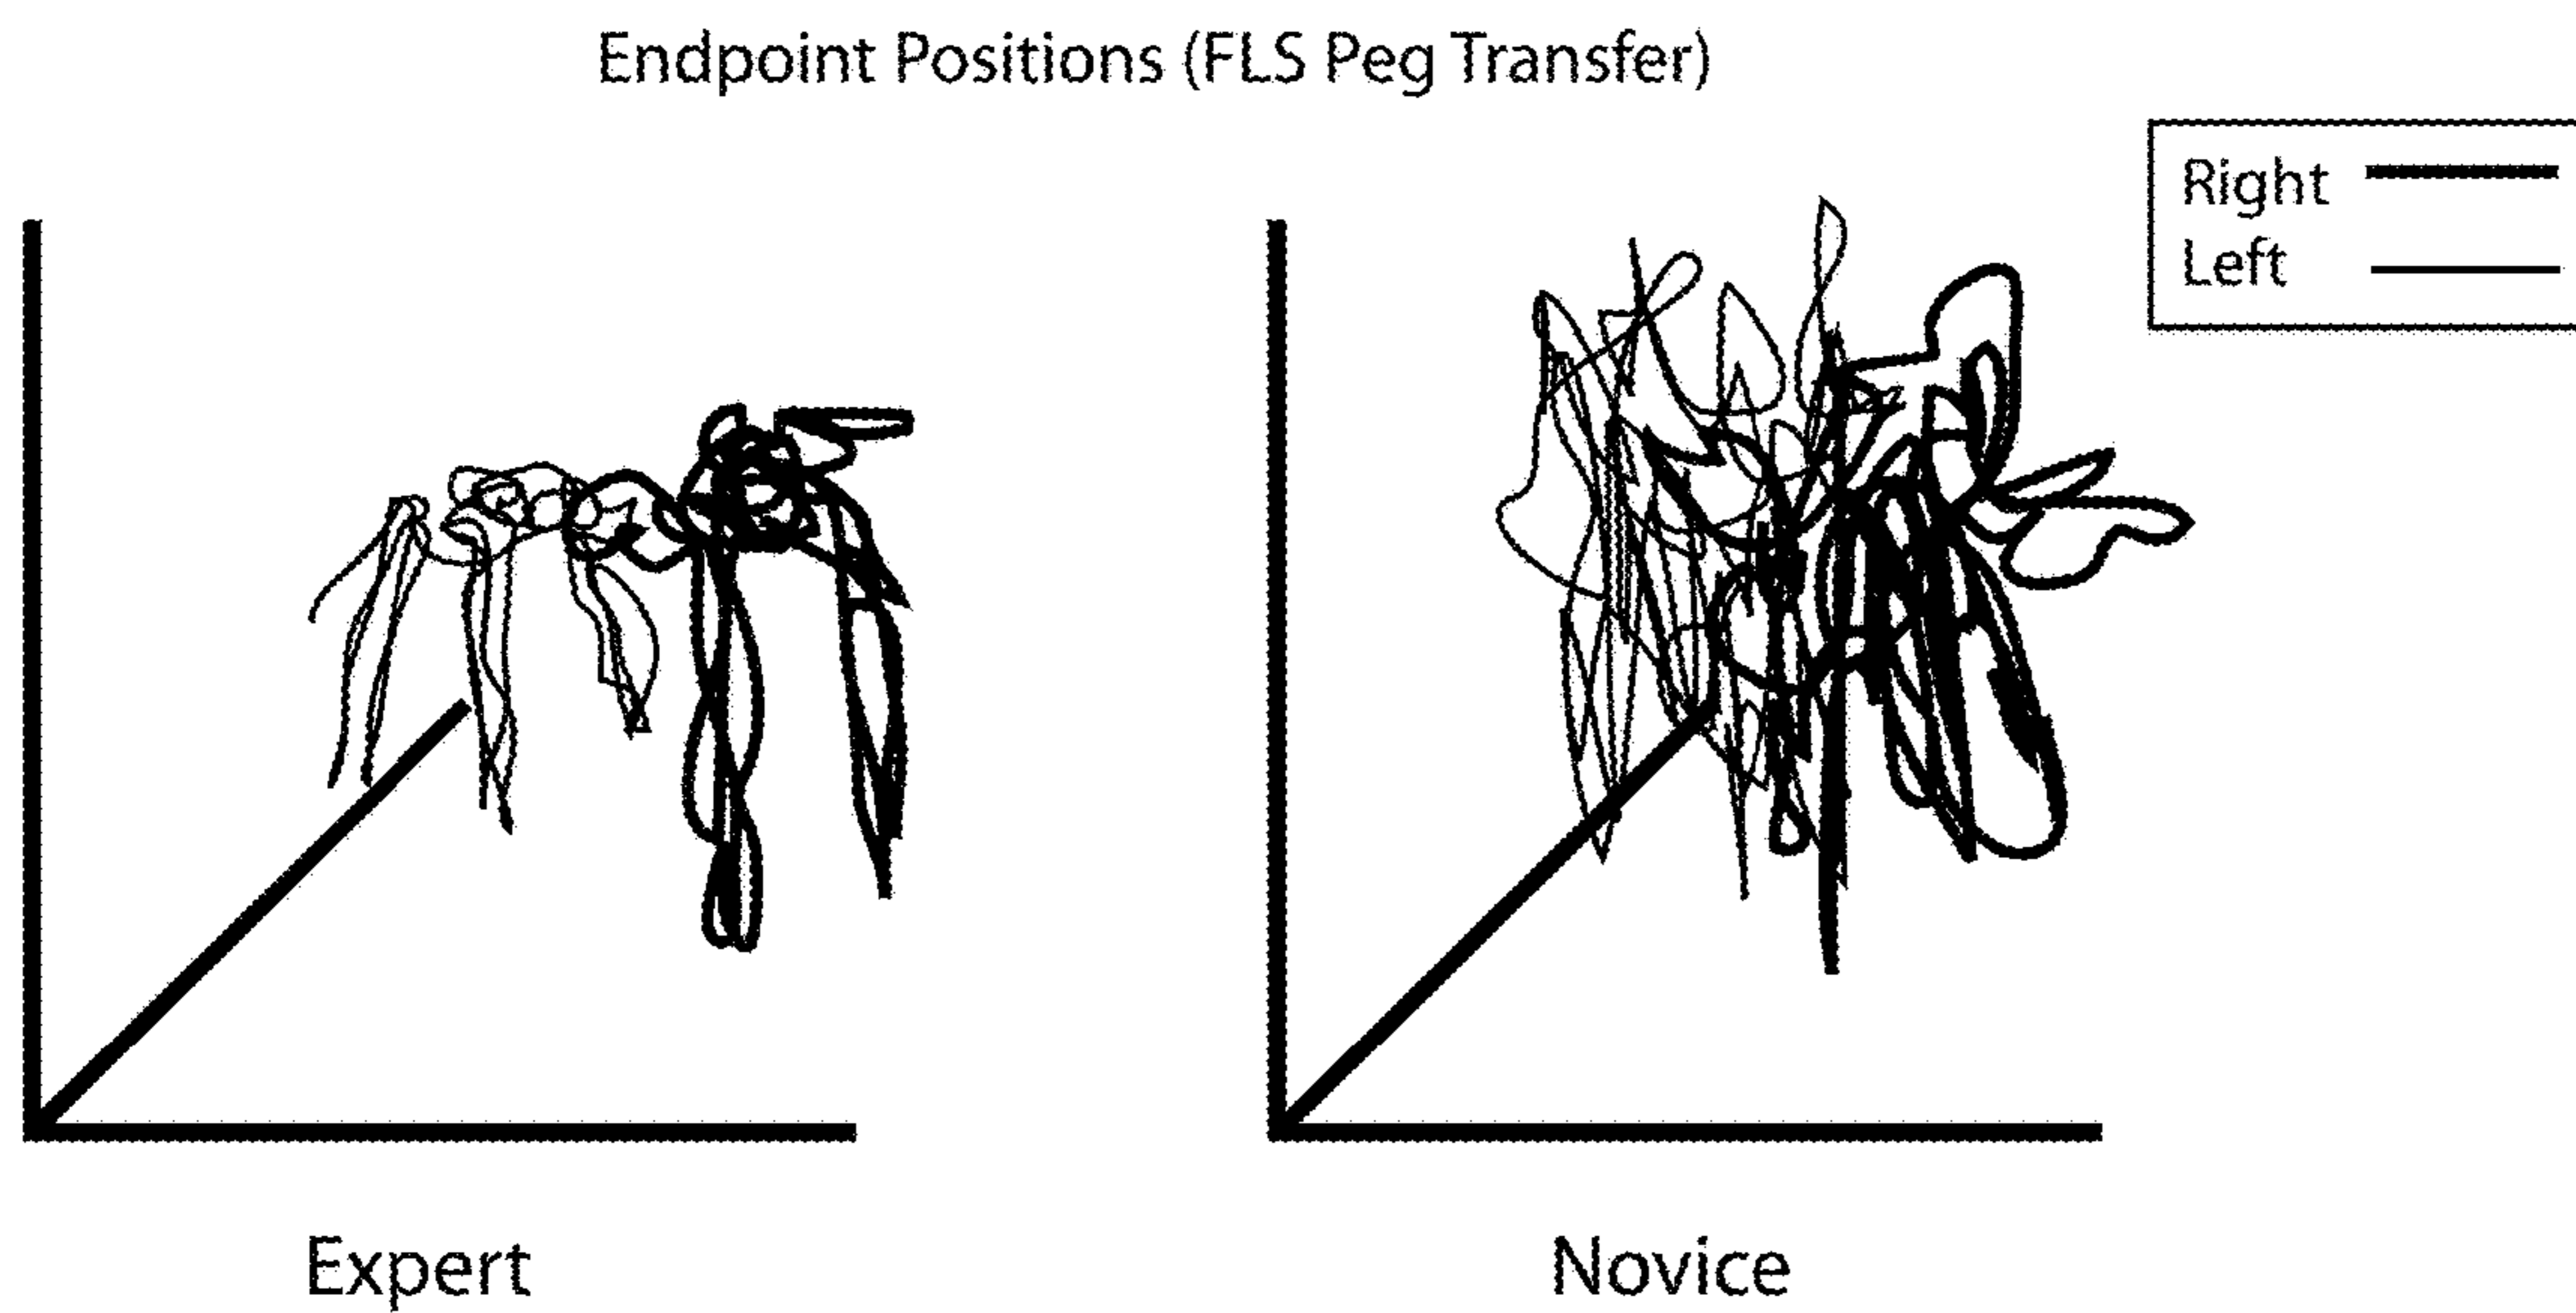 Endpoint Positions (FLS Peg Transfer)
Right
Left
Expert
Novice